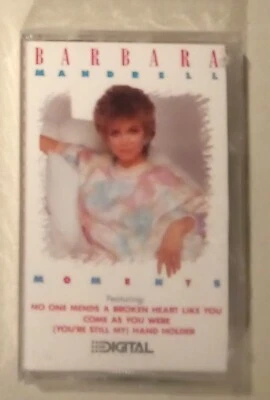 BARBARA
MANDRELL
MOMENTS
Featuring:
NO ONE MENDS A BROKEN HEART LIKE YOU
COME AS YOU WERE
(YOU'RE STILL MY) HAND HOLDER
DIGITAL